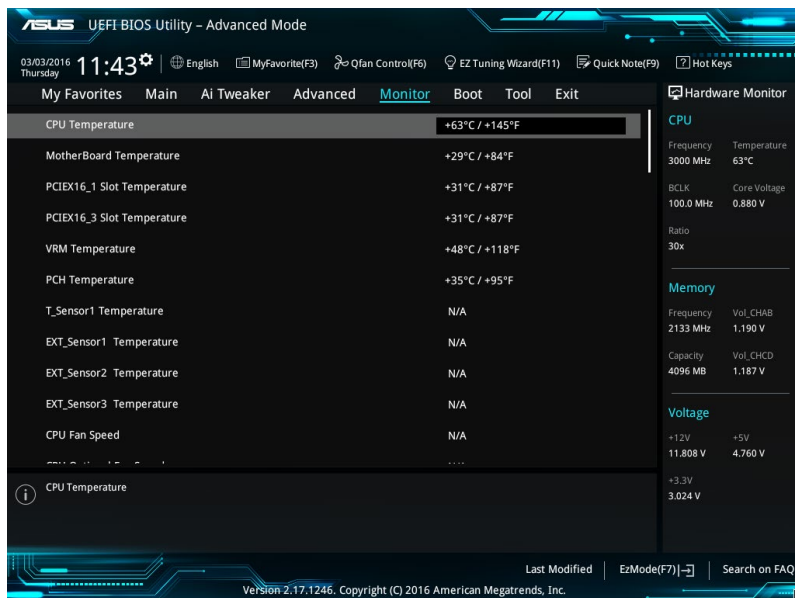 ASUS UEFI BIOS Utility – Advanced Mode
03/03/2016 Thursday 11:43 English MyFavorite(F3) Qfan Control(F6) EZ Tuning Wizard(F11) Quick Note(F9) ? Hot Keys
My Favorites Main Ai Tweaker Advanced Monitor Boot Tool Exit
CPU Temperature +63°C / +145°F
MotherBoard Temperature +29°C / +84°F
PCIEX16_1 Slot Temperature +31°C / +87°F
PCIEX16_3 Slot Temperature +31°C / +87°F
VRM Temperature +48°C / +118°F
PCH Temperature +35°C / +95°F
T_Sensor1 Temperature N/A
EXT_Sensor1 Temperature N/A
EXT_Sensor2 Temperature N/A
EXT_Sensor3 Temperature N/A
CPU Fan Speed N/A
CPU Temperature
Hardware Monitor
CPU
Frequency Temperature
3000 MHz 63°C
BCLK Core Voltage
100.0 MHz 0.880 V
Ratio
30x
Memory
Frequency Vol_CHAB
2133 MHz 1.190 V
Capacity Vol_CHCD
4096 MB 1.187 V
Voltage
+12V +5V
11.808 V 4.760 V
+3.3V
3.024 V
Last Modified EzMode(F7) Search on FAQ
Version 2.17.1246. Copyright (C) 2016 American Megatrends, Inc.